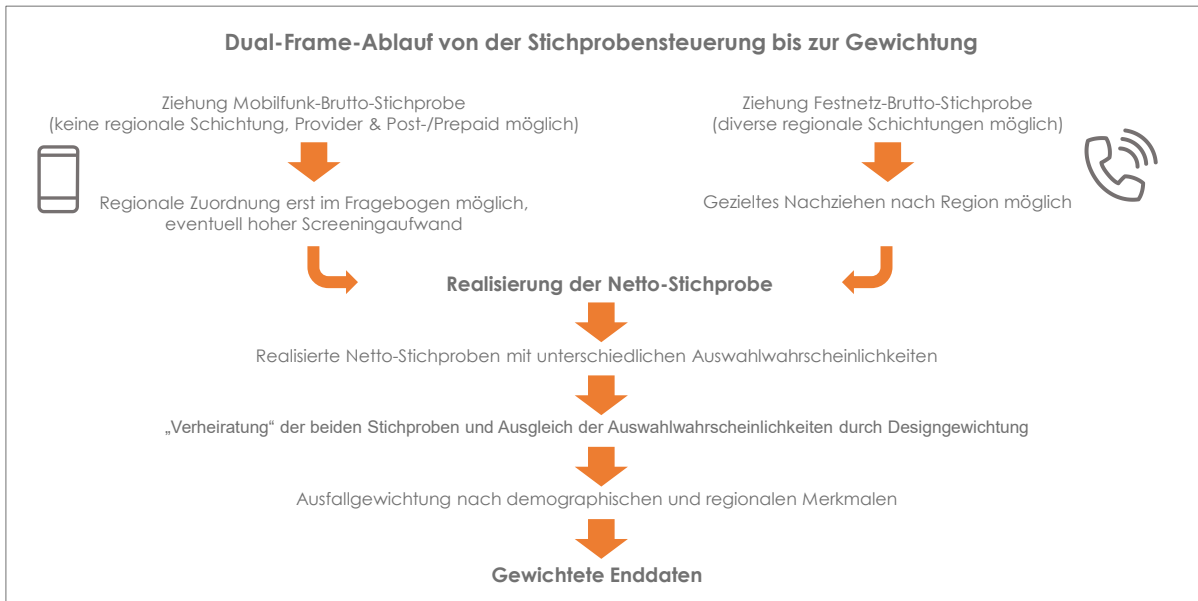 Dual-Frame-Ablauf von der Stichprobensteuerung bis zur Gewichtung
Ziehung Mobilfunk-Brutto-Stichprobe
(keine regionale Schichtung, Provider & Post-/Prepaid möglich)
Regionale Zuordnung erst im Fragebogen möglich,
eventuell hoher Screeningaufwand
Ziehung Festnetz-Brutto-Stichprobe
(diverse regionale Schichtungen möglich)
Gezieltes Nachziehen nach Region möglich
Realisierung der Netto-Stichprobe
Realisierte Netto-Stichproben mit unterschiedlichen Auswahlwahrscheinlichkeiten
„Verheiratung“ der beiden Stichproben und Ausgleich der Auswahlwahrscheinlichkeiten durch Designgewichtung
Ausfallgewichtung nach demographischen und regionalen Merkmalen
Gewichtete Enddaten